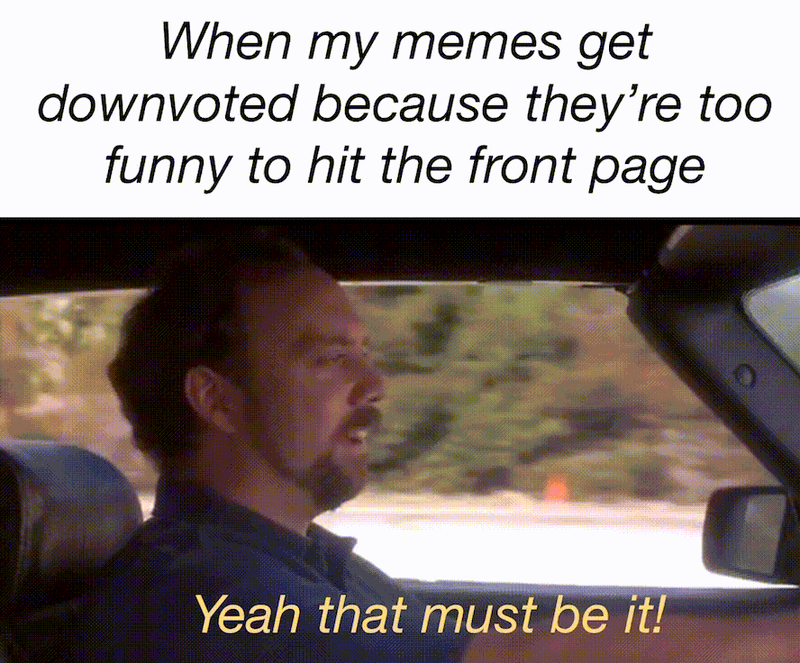 When my memes get
downvoted because they’re too
funny to hit the front page
Yeah that must be it!